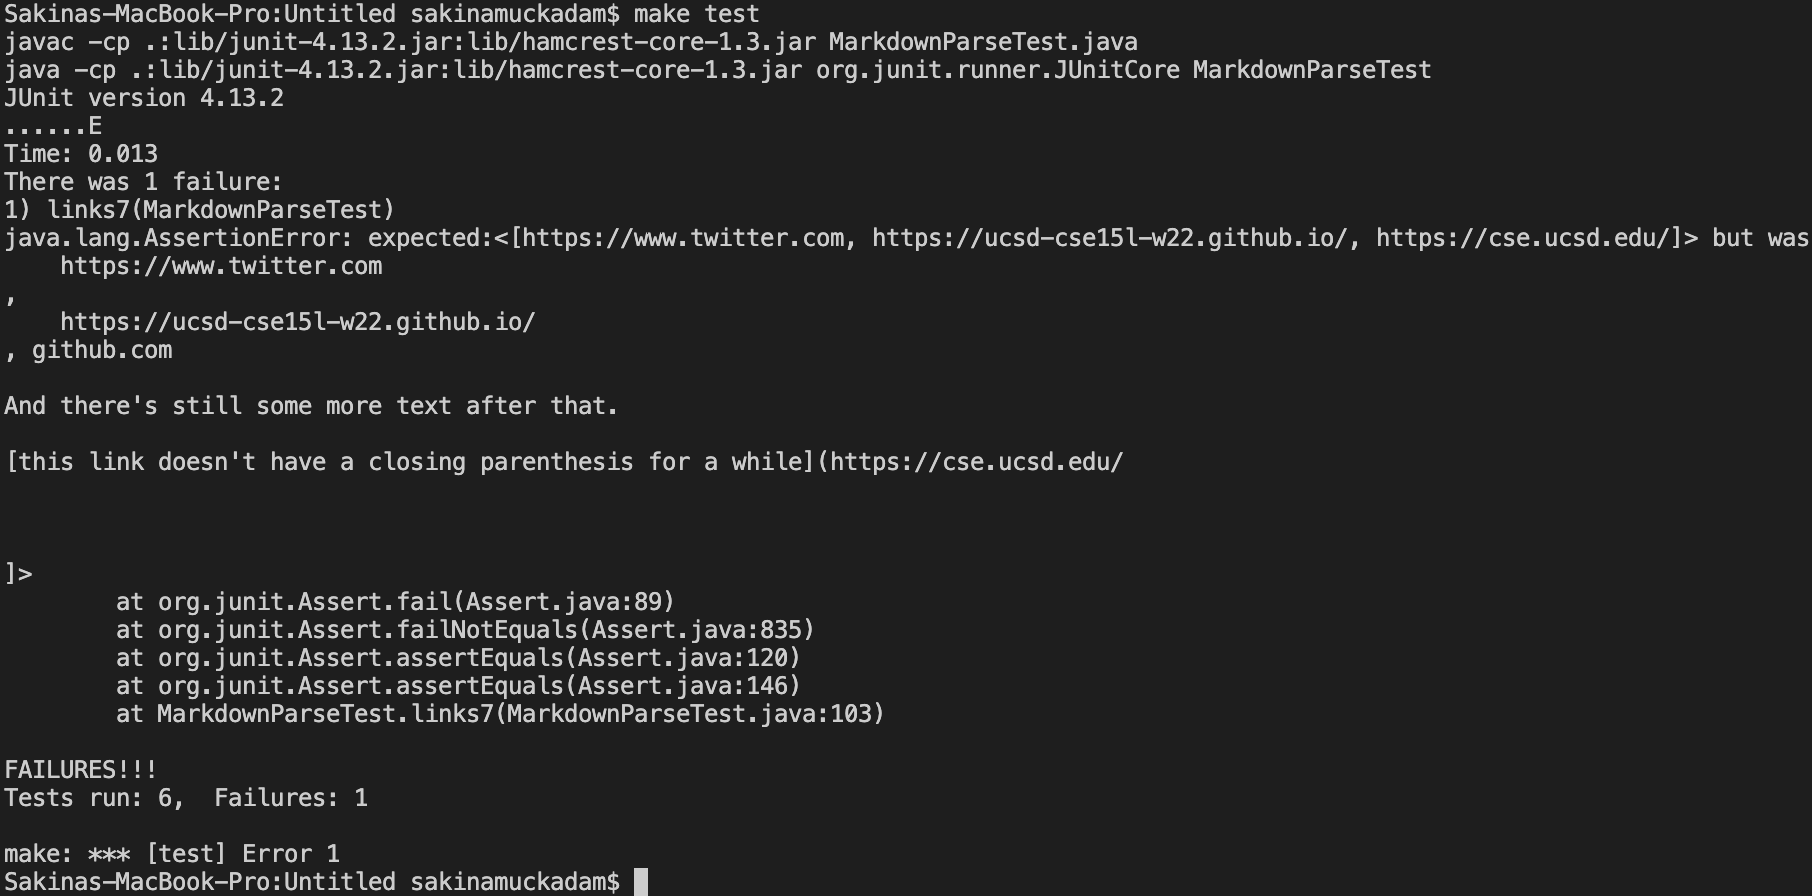 Sakinas-MacBook-Pro:Untitled sakinamuckadam$ make test
javac -cp .:lib/junit-4.13.2.jar:lib/hamcrest-core-1.3.jar MarkdownParseTest.java
java -cp .:lib/junit-4.13.2.jar:lib/hamcrest-core-1.3.jar org.junit.runner.JUnitCore MarkdownParseTest
JUnit version 4.13.2
......E
Time: 0.013
There was 1 failure:
1) links7(MarkdownParseTest)
java.lang.AssertionError: expected:<[https://www.twitter.com, https://ucsd-cse15l-w22.github.io/, https://cse.ucsd.edu/]> but was
    https://www.twitter.com
,
    https://ucsd-cse15l-w22.github.io/
, github.com

And there's still some more text after that.

[this link doesn't have a closing parenthesis for a while](https://cse.ucsd.edu/



]>
        at org.junit.Assert.fail(Assert.java:89)
        at org.junit.Assert.failNotEquals(Assert.java:835)
        at org.junit.Assert.assertEquals(Assert.java:120)
        at org.junit.Assert.assertEquals(Assert.java:146)
        at MarkdownParseTest.links7(MarkdownParseTest.java:103)

FAILURES!!!
Tests run: 6,  Failures: 1

make: *** [test] Error 1
Sakinas-MacBook-Pro:Untitled sakinamuckadam$